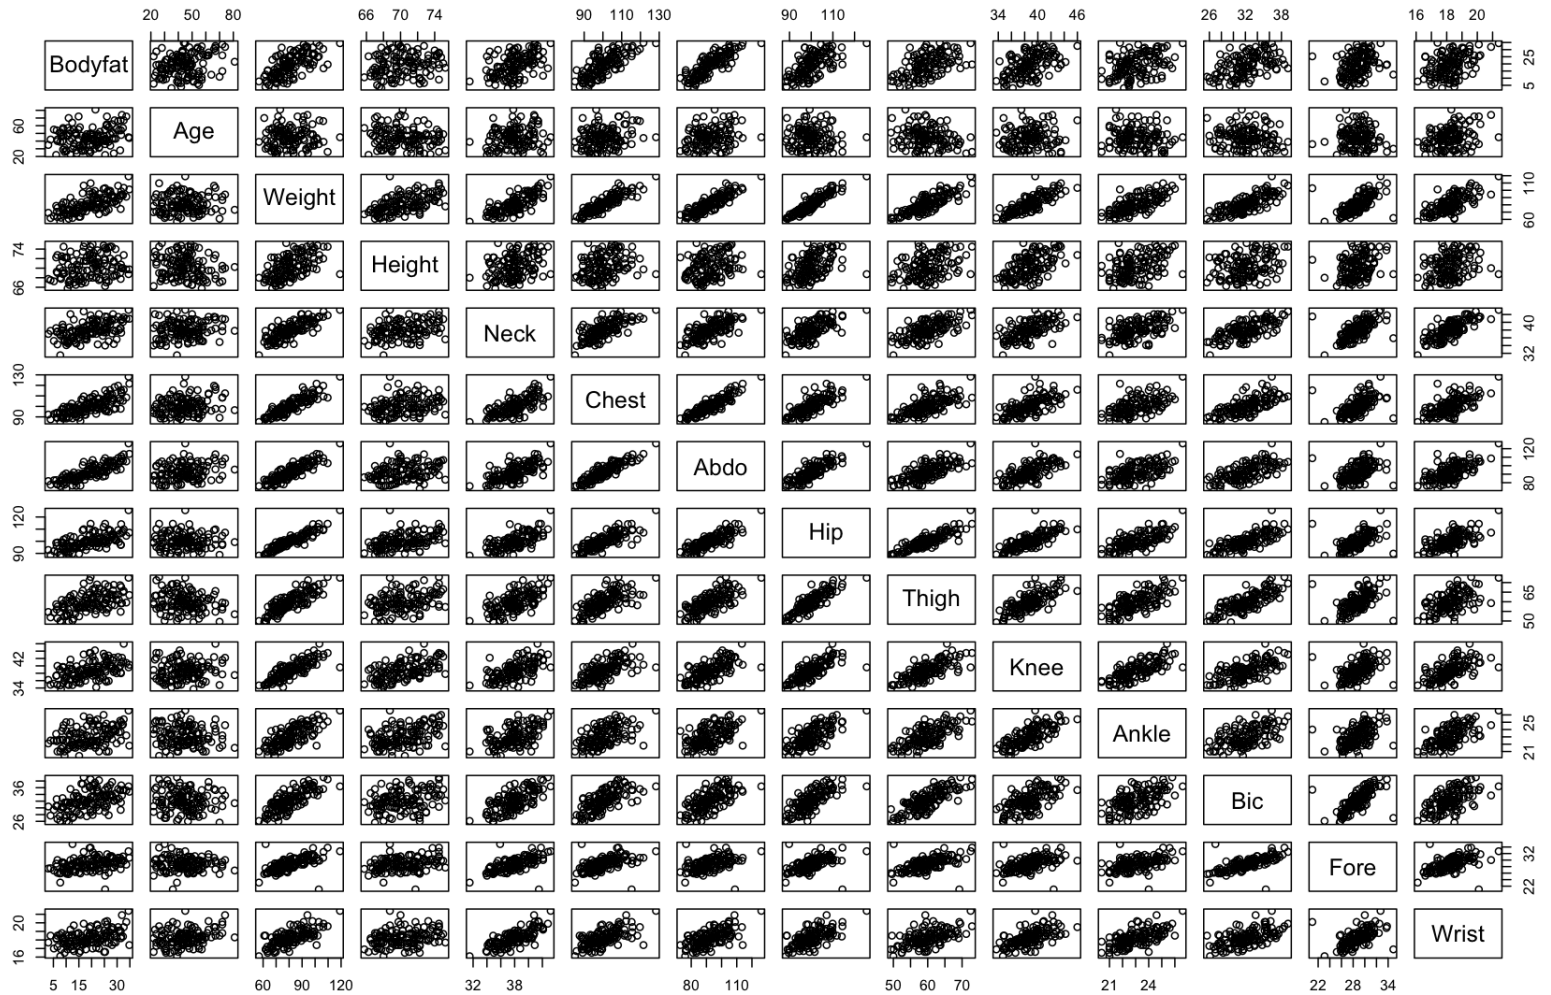 20 50 80 66 70 74 90 110 130 90 110 34 40 46 26 32 38 16 18 20
Bodyfat 5 25
20 60 Age
Weight 60 110
66 74 Height
Neck 32 40
90 130 Chest
Abdo 80 120
90 120 Hip
Thigh 50 65
34 42 Knee
Ankle 21 25
26 36 Bic
Fore 22 32
16 20 Wrist
5 15 30 60 90 120 32 38 80 110 50 60 70 21 24 22 28 34